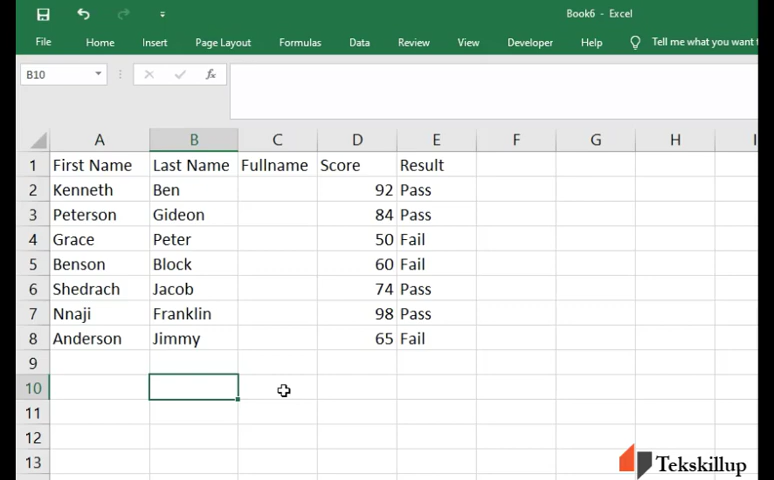 Book6 - Excel
File Home Insert Page Layout Formulas Data Review View Developer Help Tell me what you want
B10 fx
A B C D E F G H I
1 First Name Last Name Fullname Score Result
2 Kenneth Ben 92 Pass
3 Peterson Gideon 84 Pass
4 Grace Peter 50 Fail
5 Benson Block 60 Fail
6 Shedrach Jacob 74 Pass
7 Nnaji Franklin 98 Pass
8 Anderson Jimmy 65 Fail
9
10
11
12
13
Tekskillup